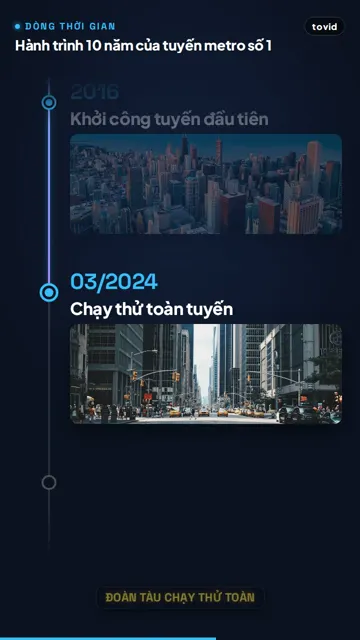 DÒNG THỜI GIAN
tovid
Hành trình 10 năm của tuyến metro số 1
2016
Khởi công tuyến đầu tiên
03/2024
Chạy thử toàn tuyến
ĐOÀN TÀU CHẠY THỬ TOÀN